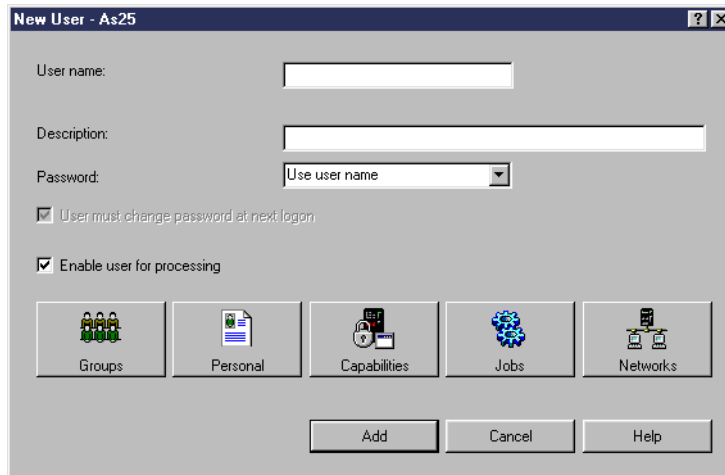 New User - As25
User name:
Description:
Password:
Use user name
User must change password at next logon
Enable user for processing
Groups
Personal
Capabilities
Jobs
Networks
Add
Cancel
Help